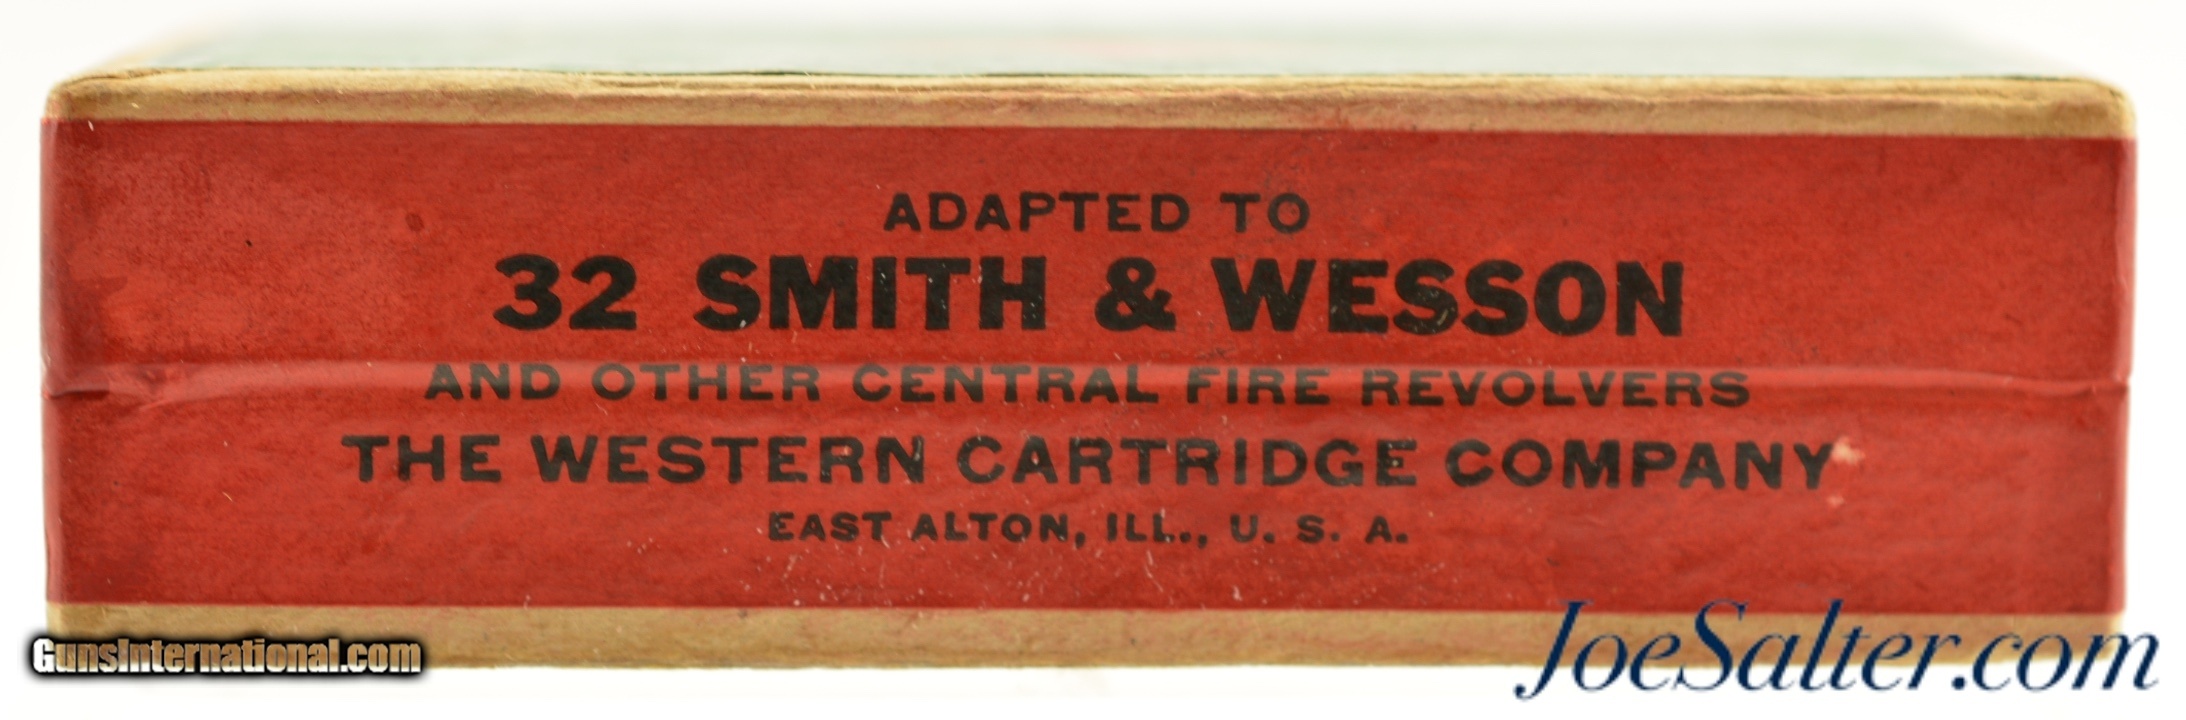 ADAPTED TO
32 SMITH & WESSON
AND OTHER CENTRAL FIRE REVOLVERS
THE WESTERN CARTRIDGE COMPANY
EAST ALTON, ILL., U. S. A.
GunsInternational.com
JoeSalter.com